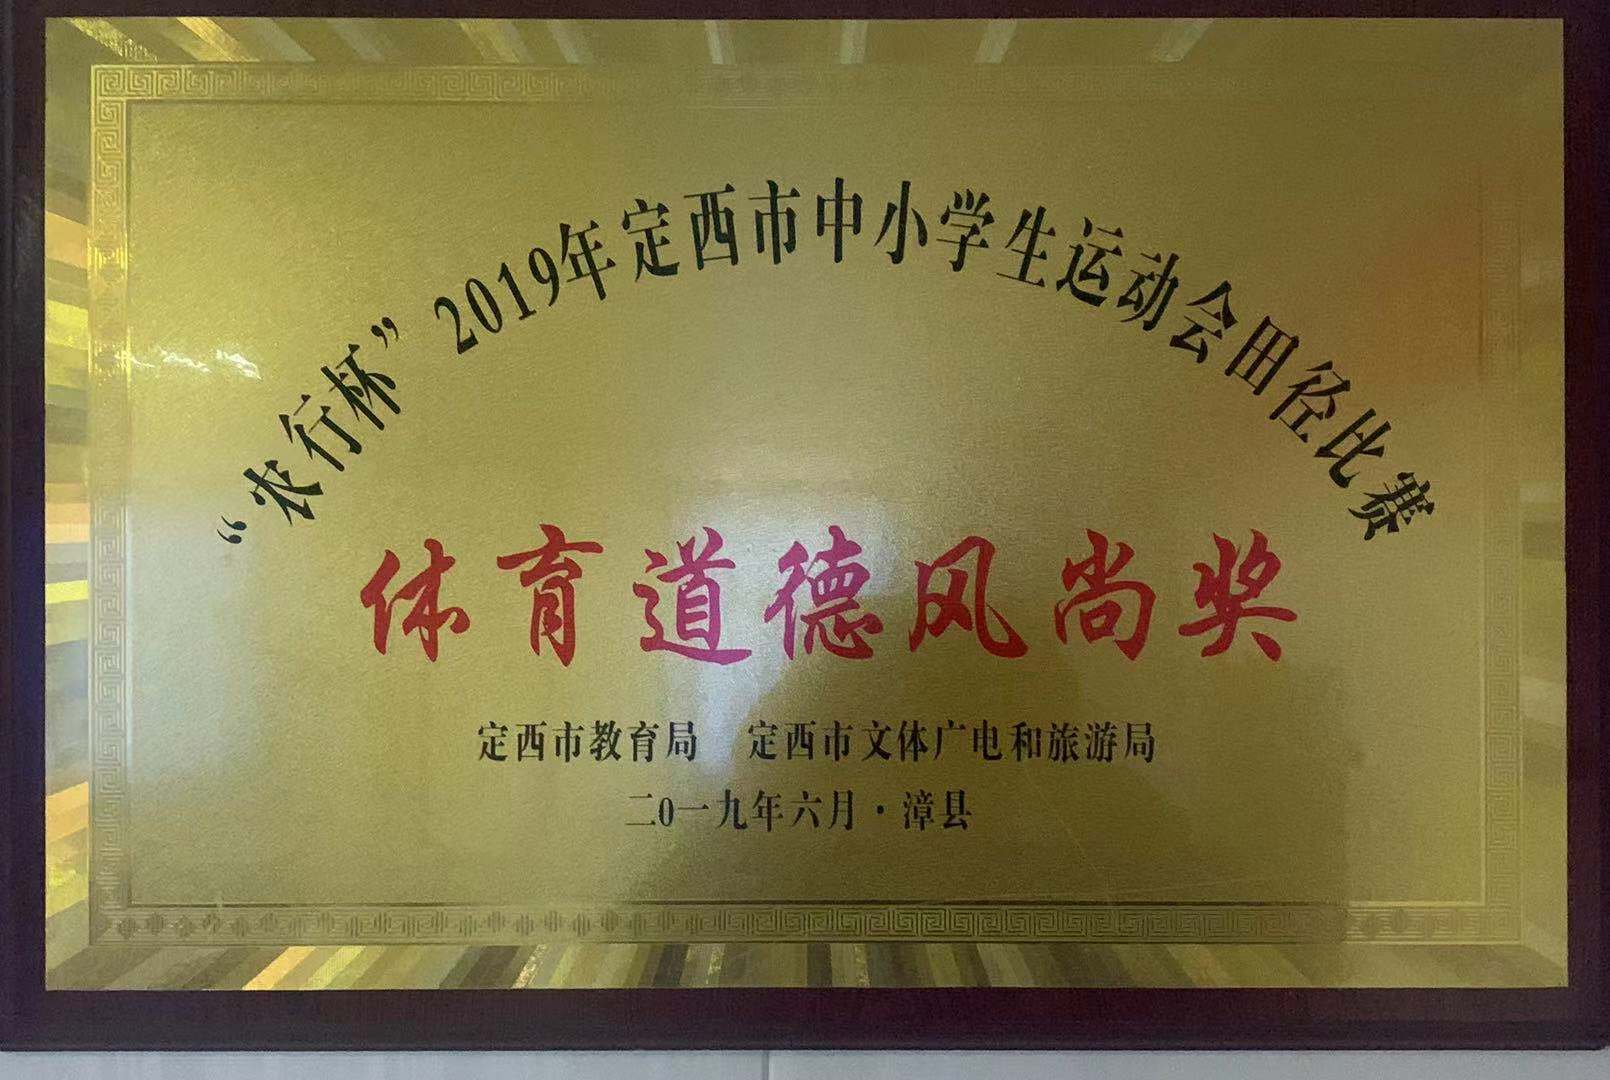 “农行杯”2019年定西市中小学生运动会田径比赛
体育道德风尚奖
定西市教育局 定西市文体广电和旅游局
二0一九年六月·漳县